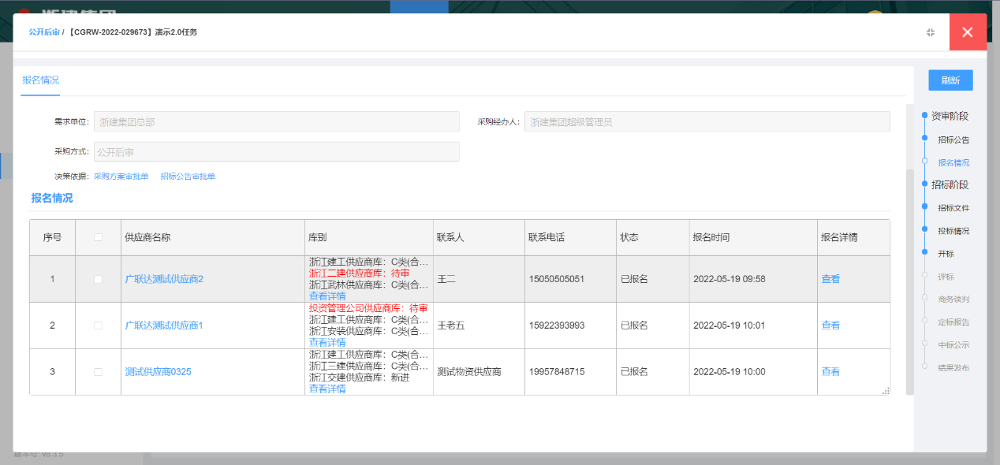 浙建集团
公开后审 / 【CGRW-2022-029673】演示2.0任务
报名情况
刷新
需求单位: 浙建集团总部
采购经办人: 浙建集团超级管理员
采购方式: 公开后审
决策依据: 采购方案审批单 招标公告审批单
报名情况
序号 供应商名称 库别 联系人 联系电话 状态 报名时间 报名详情
1 广联达测试供应商2
浙江建工供应商库: C类(合...
浙江二建供应商库: 待审
浙江武林供应商库: C类(合...
查看详情
王二 15050505051 已报名 2022-05-19 09:58 查看
2 广联达测试供应商1
投资管理公司供应商库: 待审
浙江建工供应商库: C类(合...
浙江安装供应商库: C类(合...
查看详情
王老五 15922393993 已报名 2022-05-19 10:01 查看
3 测试供应商0325
浙江建工供应商库: C类(合...
浙江三建供应商库: C类(合...
浙江交建供应商库: 新进
查看详情
测试物资供应商 19957848715 已报名 2022-05-19 10:00 查看
资审阶段
招标公告
报名情况
招标阶段
招标文件
投标情况
开标
评标
商务谈判
定标报告
中标公示
结果发布
版本号: V6.3.5